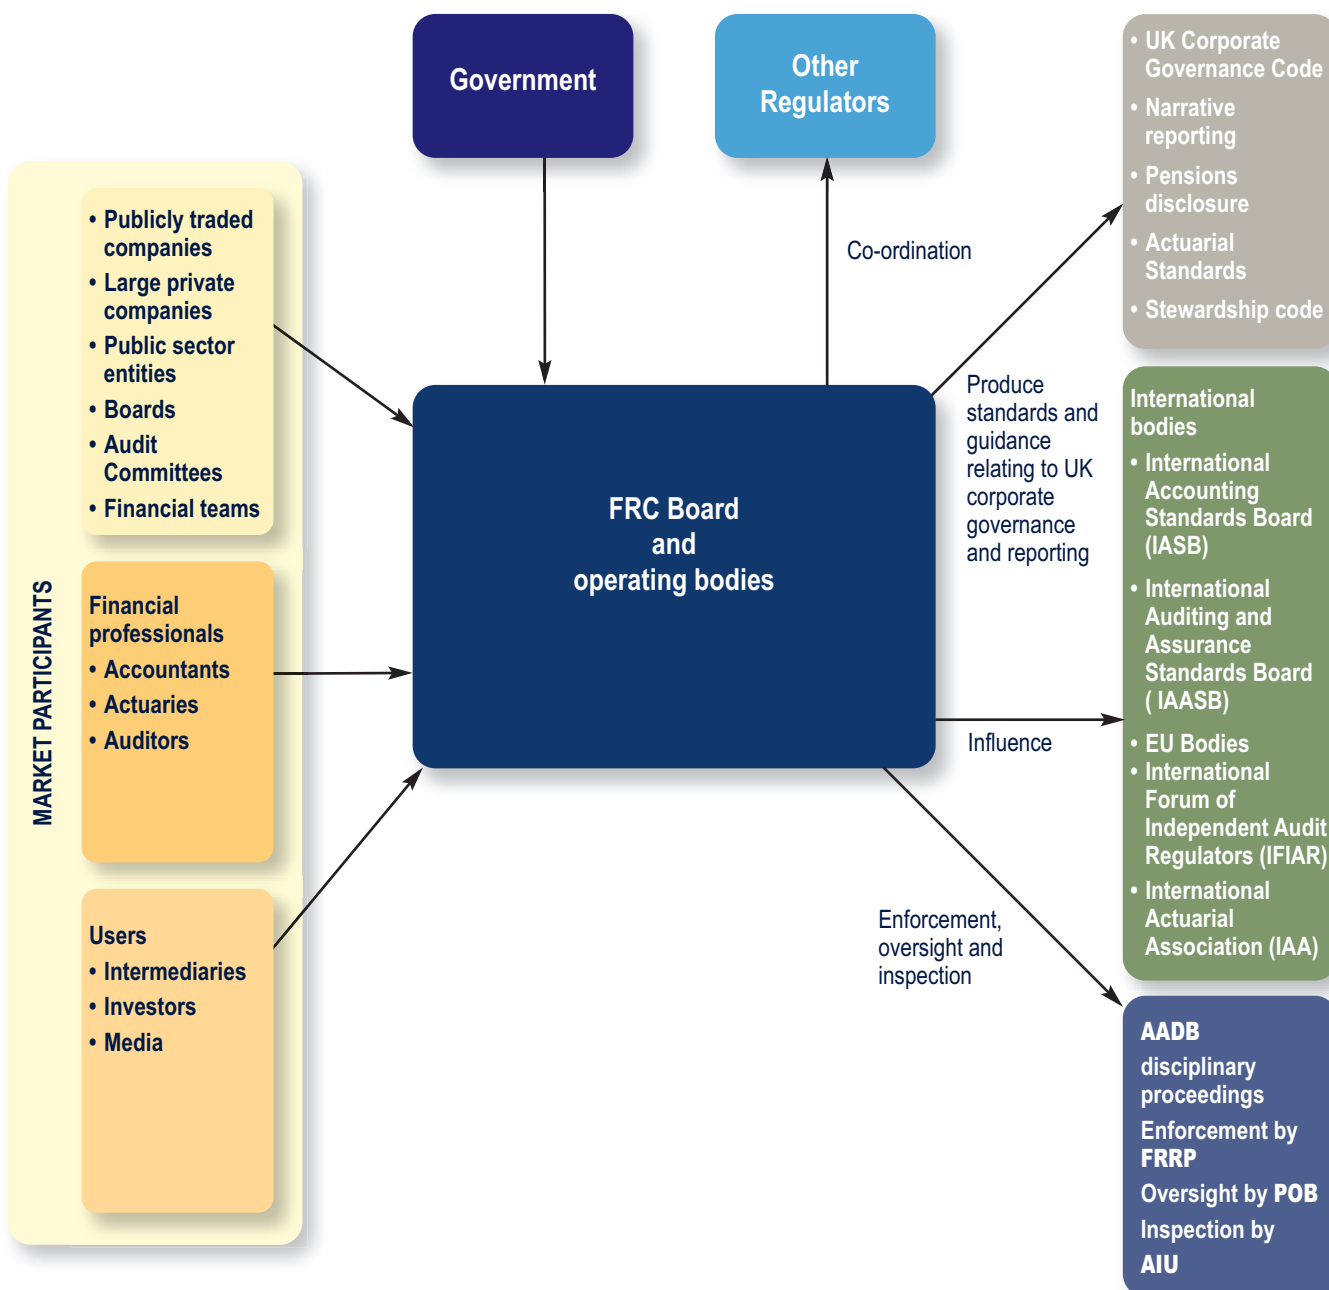 Government
Other
Regulators
• UK Corporate
Governance Code
• Narrative
reporting
• Pensions
disclosure
• Actuarial
Standards
• Stewardship code
MARKET PARTICIPANTS
• Publicly traded
companies
• Large private
companies
• Public sector
entities
• Boards
• Audit
Committees
• Financial teams
Financial
professionals
• Accountants
• Actuaries
• Auditors
Users
• Intermediaries
• Investors
• Media
FRC Board
and
operating bodies
Co-ordination
Produce
standards and
guidance
relating to UK
corporate
governance
and reporting
Influence
Enforcement,
oversight and
inspection
International
bodies
• International
Accounting
Standards Board
(IASB)
• International
Auditing and
Assurance
Standards Board
( IAASB)
• EU Bodies
• International
Forum of
Independent Audit
Regulators (IFIAR)
• International
Actuarial
Association (IAA)
AADB
disciplinary
proceedings
Enforcement by
FRRP
Oversight by POB
Inspection by
AIU